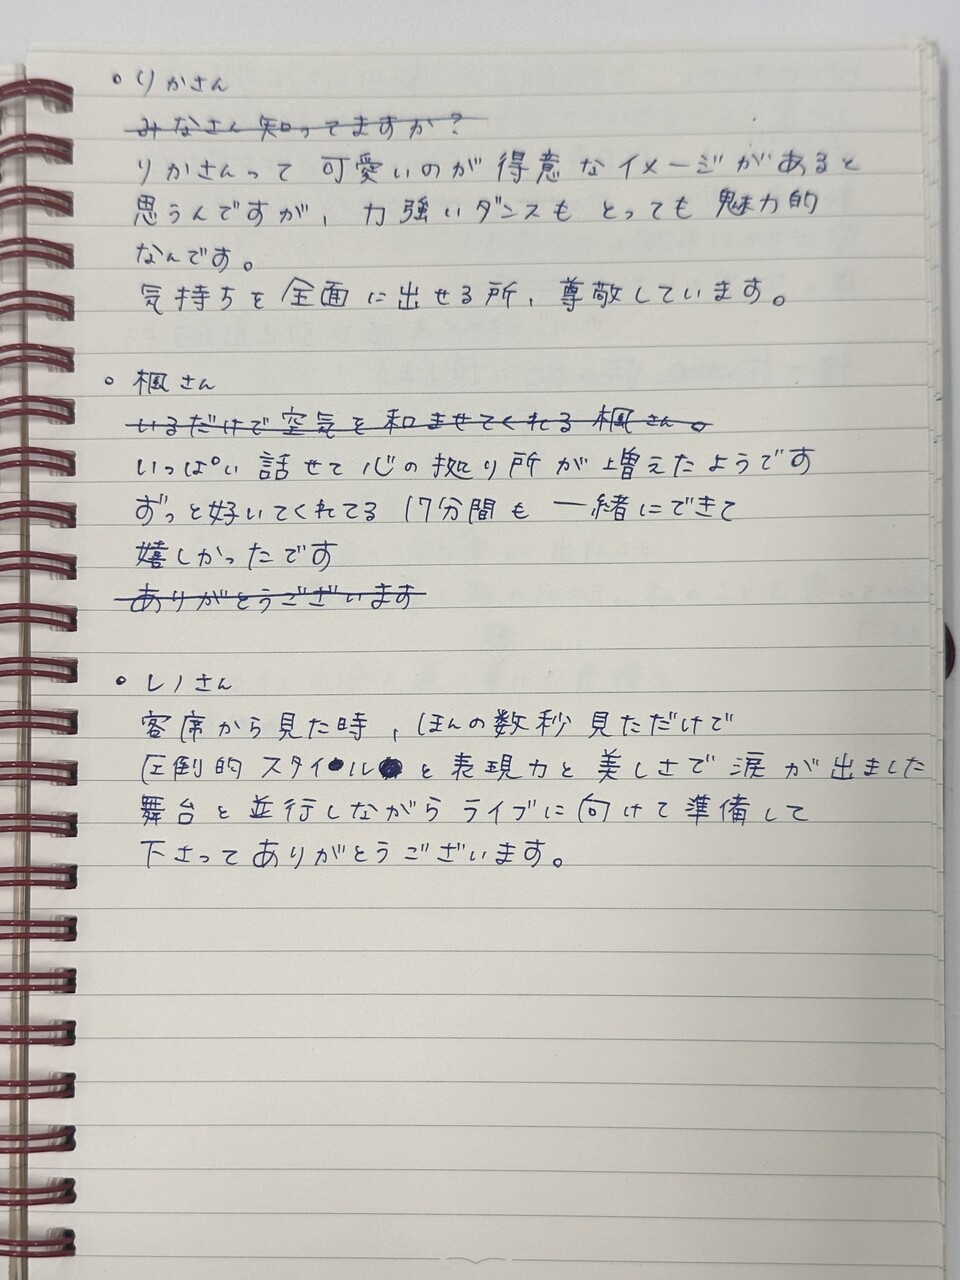 • りかさん
みなさん知ってますか？
りかさんって 可愛いのが 得意なイメージがあると
思うんですが、力強いダンスも とっても 魅力的
なんです。
気持ちを全面に出せる所、尊敬しています。
• 楓さん
いるだけで空気を和ませてくれる 楓さん。
いっぱい 話せて 心の拠り所が 増えたようです
ずっと好いてくれてる 17分間も 一緒にできて
嬉しかったです
ありがとうございます
• レノさん
客席から見た時、ほんの数秒 見ただけで
圧倒的 スタイル と 表現力と 美しさで 涙が出ました
舞台と並行しながら ライブに向けて 準備して
下さってありがとうございます。